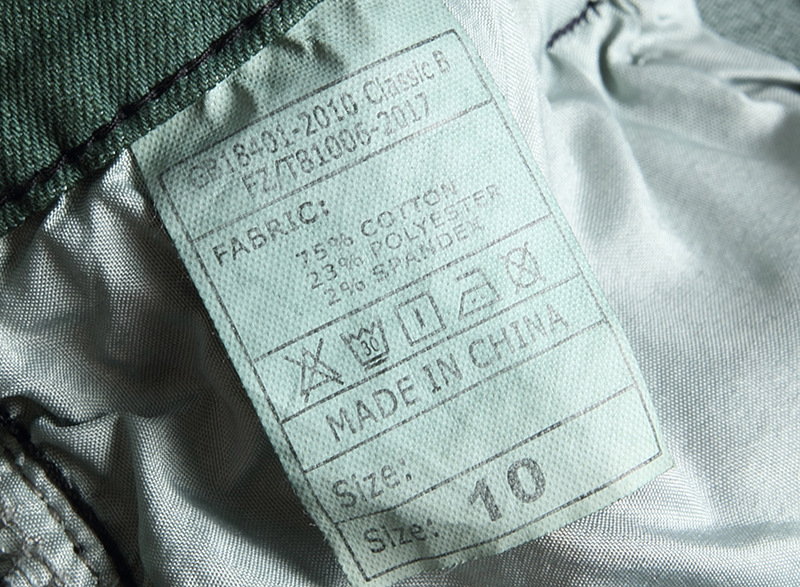 GB18401-2010 Classic B
FZ/T81006-2017
FABRIC:
75% COTTON
23% POLYESTER
2% SPANDEX
30
MADE IN CHINA
Size:
Size: 10